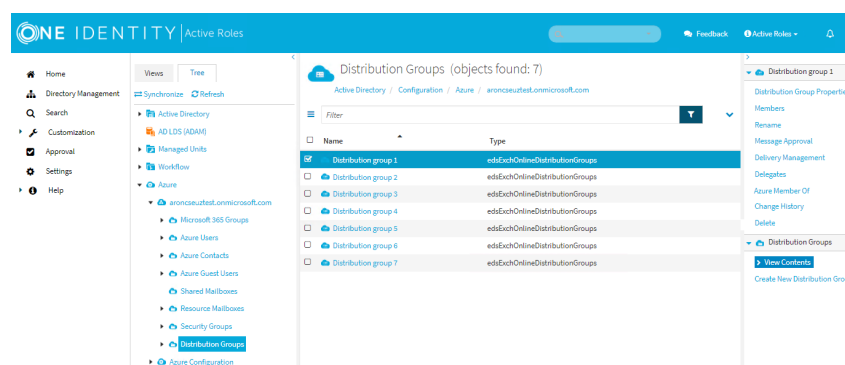 ONE IDENTITY Active Roles
Feedback
Active Roles
Home
Directory Management
Search
Customization
Approval
Settings
Help
Views Tree
Synchronize Refresh
Active Directory
AD LDS (ADAM)
Managed Units
Workflow
Azure
aroncseuztest.onmicrosoft.com
Microsoft 365 Groups
Azure Users
Azure Contacts
Azure Guest Users
Shared Mailboxes
Resource Mailboxes
Security Groups
Distribution Groups
Azure Configuration
Distribution Groups (objects found: 7)
Active Directory / Configuration / Azure / aroncseuztest.onmicrosoft.com
Filter
Name Type
Distribution group 1 edsExchOnlineDistributionGroups
Distribution group 2 edsExchOnlineDistributionGroups
Distribution group 3 edsExchOnlineDistributionGroups
Distribution group 4 edsExchOnlineDistributionGroups
Distribution group 5 edsExchOnlineDistributionGroups
Distribution group 6 edsExchOnlineDistributionGroups
Distribution group 7 edsExchOnlineDistributionGroups
Distribution group 1
Distribution Group Propertie
Members
Rename
Message Approval
Delivery Management
Delegates
Azure Member Of
Change History
Delete
Distribution Groups
View Contents
Create New Distribution Gro